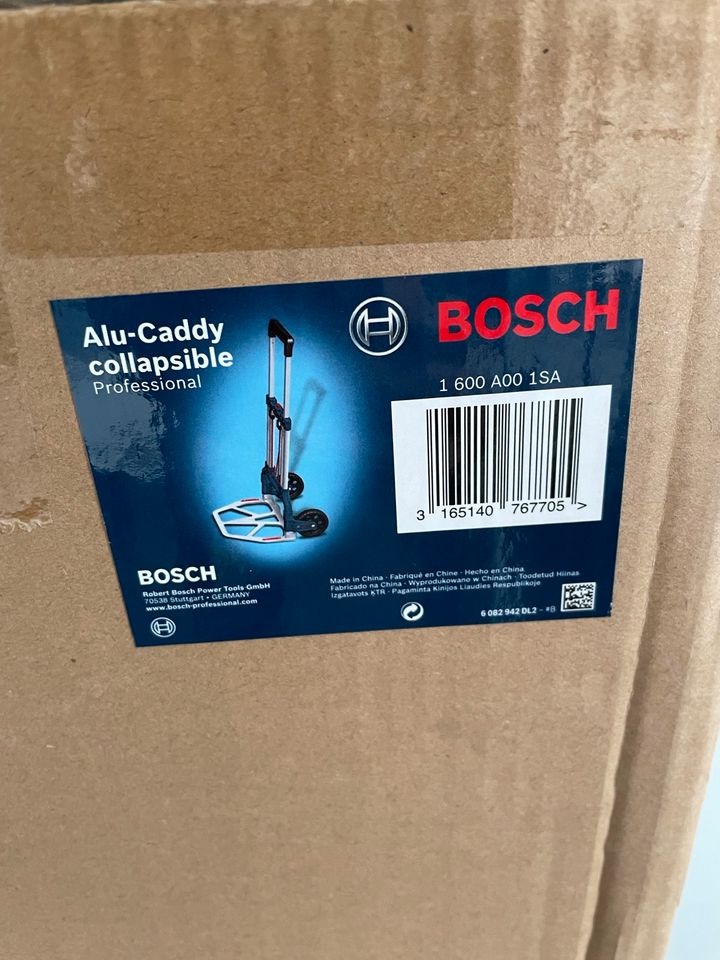 Alu-Caddy
collapsible
Professional
BOSCH
1 600 A00 1SA
3 165140 767705 >
BOSCH
Robert Bosch Power Tools GmbH
70538 Stuttgart • GERMANY
www.bosch-professional.com
Made in China · Fabriqué en Chine · Hecho en China
Fabricado na China · Wyprodukowano w Chinach · Toodetud Hiinas
Izgatavots ĶTR · Pagaminta Kinijos Liaudies Respublikoje
6 082 942 DL2 - #B